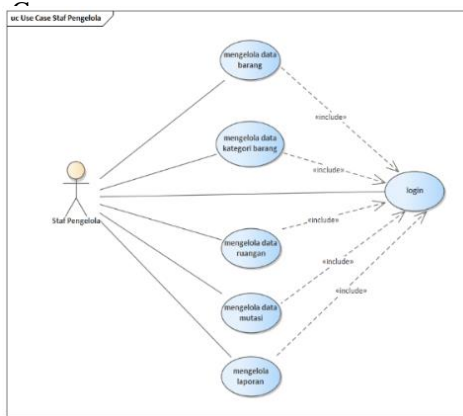 uc Use Case Staf Pengelola
mengelola data
barang
«include»
mengelola data
kategori barang
«include»
login
Staf Pengelola
«include»
mengelola data
ruangan
«include»
mengelola data
mutasi
«include»
mengelola
laporan